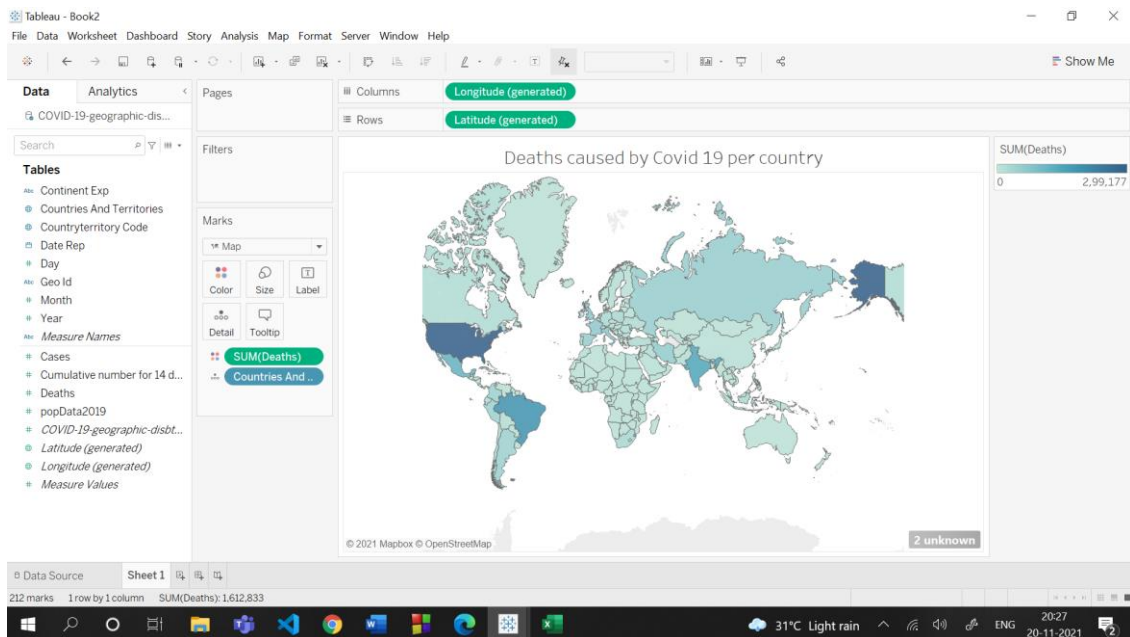 Tableau - Book2
File Data Worksheet Dashboard Story Analysis Map Format Server Window Help
Show Me
Data Analytics
COVID-19-geographic-dis...
Search
Tables
Abc Continent Exp
Countries And Territories
Countryterritory Code
Date Rep
# Day
Abc Geo Id
# Month
# Year
Abc Measure Names
# Cases
# Cumulative number for 14 d...
# Deaths
# popData2019
# COVID-19-geographic-disbt...
Latitude (generated)
Longitude (generated)
# Measure Values
Pages
Filters
Marks
Map
Color Size Label
Detail Tooltip
SUM(Deaths)
Countries And ..
Columns Longitude (generated)
Rows Latitude (generated)
Deaths caused by Covid 19 per country
© 2021 Mapbox © OpenStreetMap
2 unknown
SUM(Deaths)
0 2,99,177
Data Source Sheet 1
212 marks 1 row by 1 column SUM(Deaths): 1,612,833
31°C Light rain ENG 20:27
20-11-2021 2